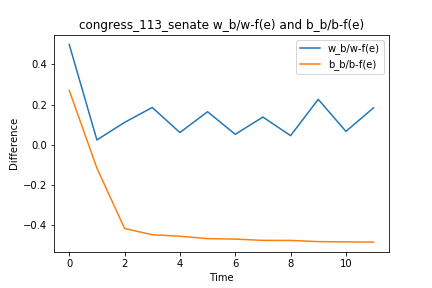 congress_113_senate w_b/w-f(e) and b_b/b-f(e)
w_b/w-f(e)
b_b/b-f(e)
Difference
0.4
0.2
0.0
−0.2
−0.4
0 2 4 6 8 10
Time